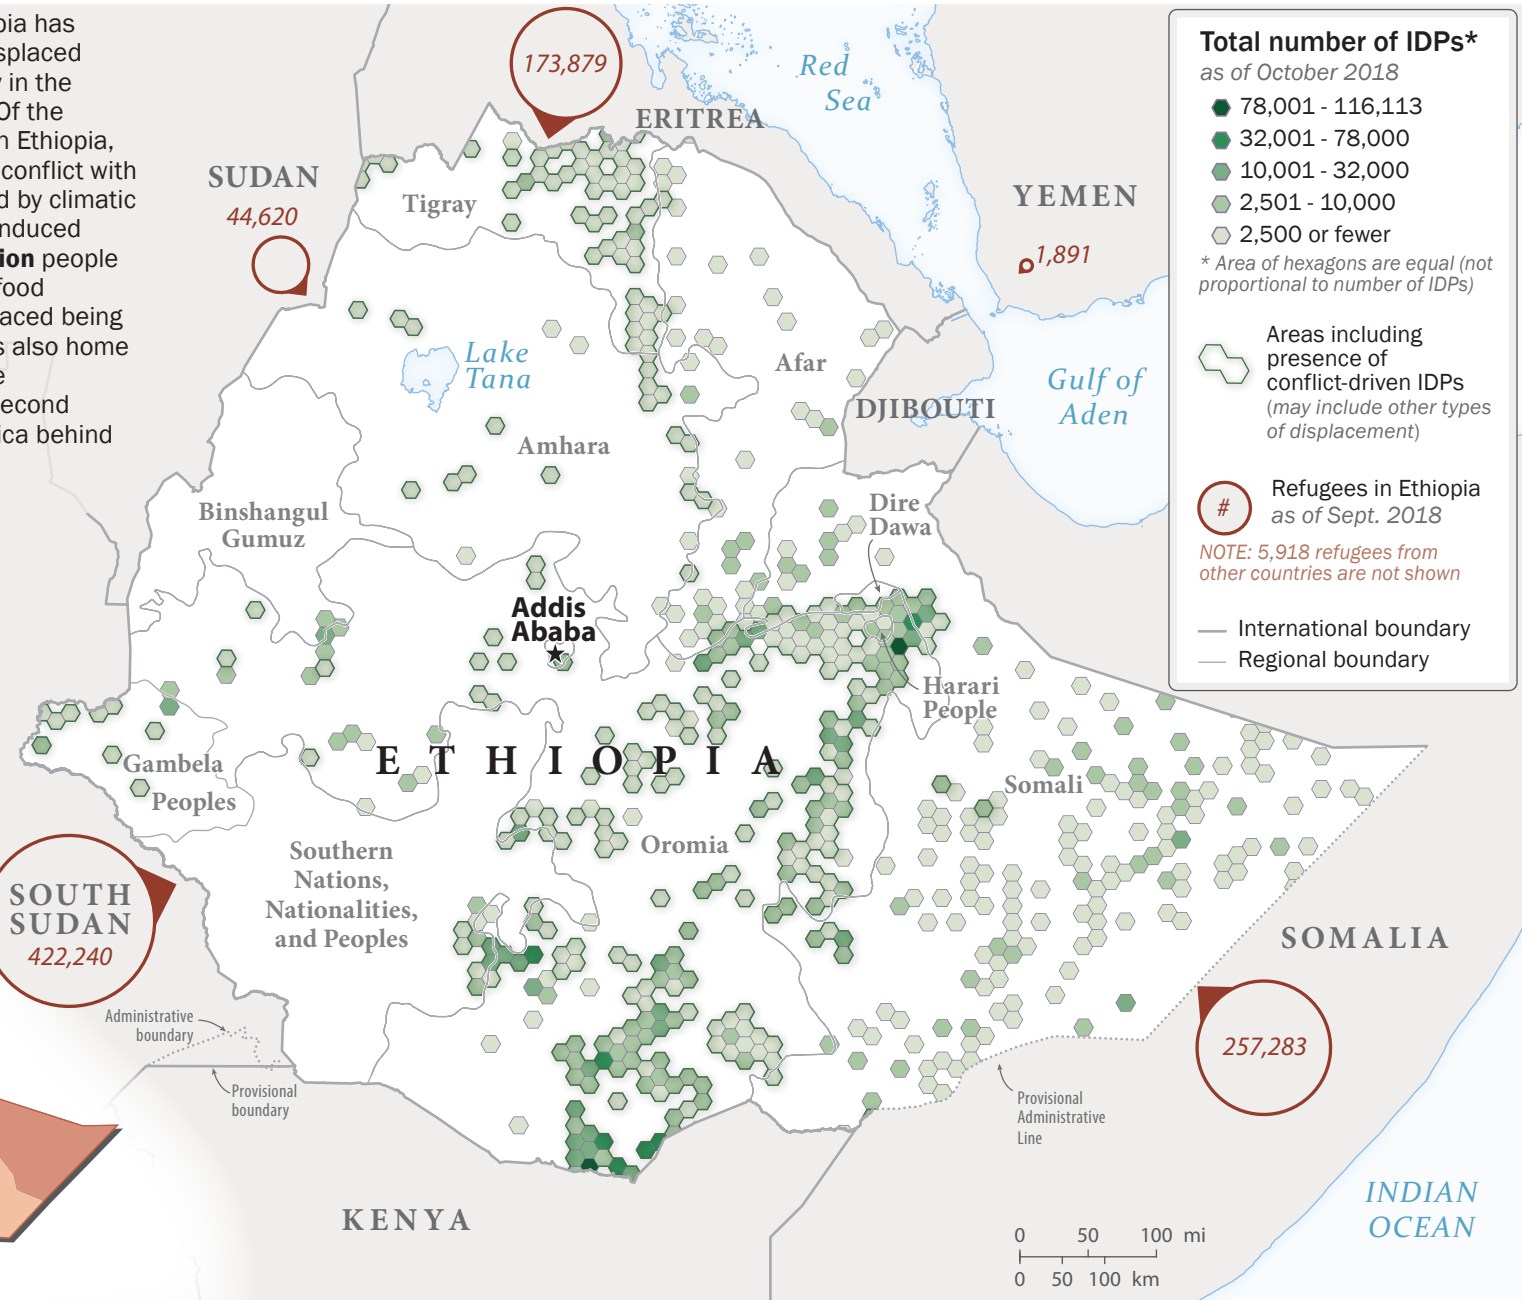 pia has
splaced
y in the
Of the
n Ethiopia,
conflict with
d by climatic
nduced
ion people
food
aced being
s also home
e
second
ica behind
173,879
ERITREA
Red
Sea
SUDAN
44,620
YEMEN
1,891
Tigray
Lake
Tana
Afar
Gulf of
Aden
DJIBOUTI
Amhara
Binshangul
Gumuz
Dire
Dawa
Addis
Ababa
Harari
People
ETHIOPIA
Gambela
Peoples
Somali
Oromia
Southern
Nations,
Nationalities,
and Peoples
SOUTH
SUDAN
422,240
SOMALIA
257,283
Administrative
boundary
Provisional
boundary
Provisional
Administrative
Line
KENYA
INDIAN
OCEAN
0 50 100 mi
0 50 100 km
Total number of IDPs*
as of October 2018
78,001 - 116,113
32,001 - 78,000
10,001 - 32,000
2,501 - 10,000
2,500 or fewer
* Area of hexagons are equal (not
proportional to number of IDPs)
Areas including
presence of
conflict-driven IDPs
(may include other types
of displacement)
#
Refugees in Ethiopia
as of Sept. 2018
NOTE: 5,918 refugees from
other countries are not shown
International boundary
Regional boundary